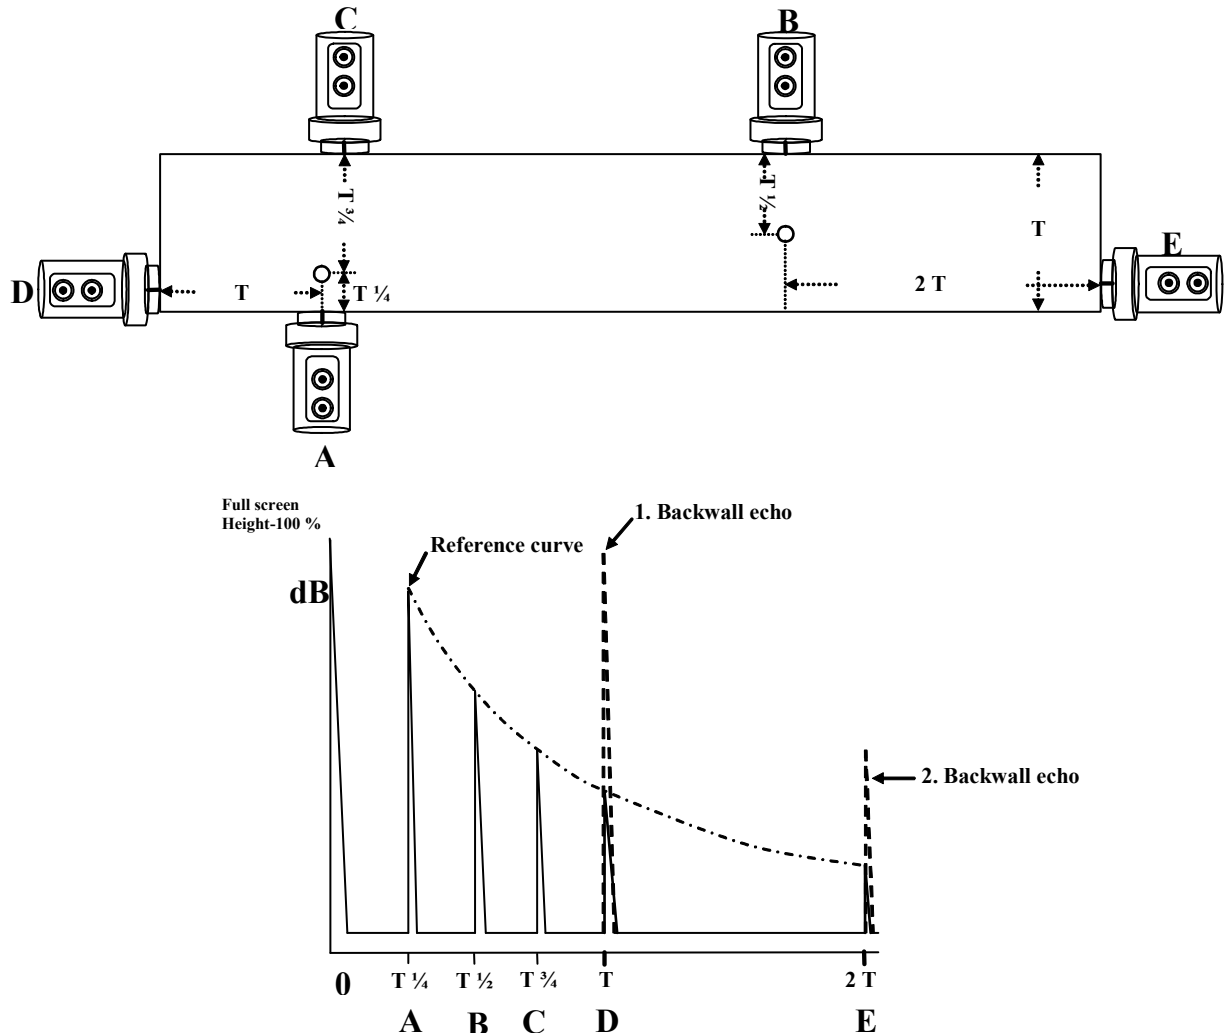 C
B
T ¾
T ½
T
D
T
T ¼
2 T
E
A
Full screen
Height-100 %
1. Backwall echo
Reference curve
dB
2. Backwall echo
0
T ¼
T ½
T ¾
T
2 T
A
B
C
D
E